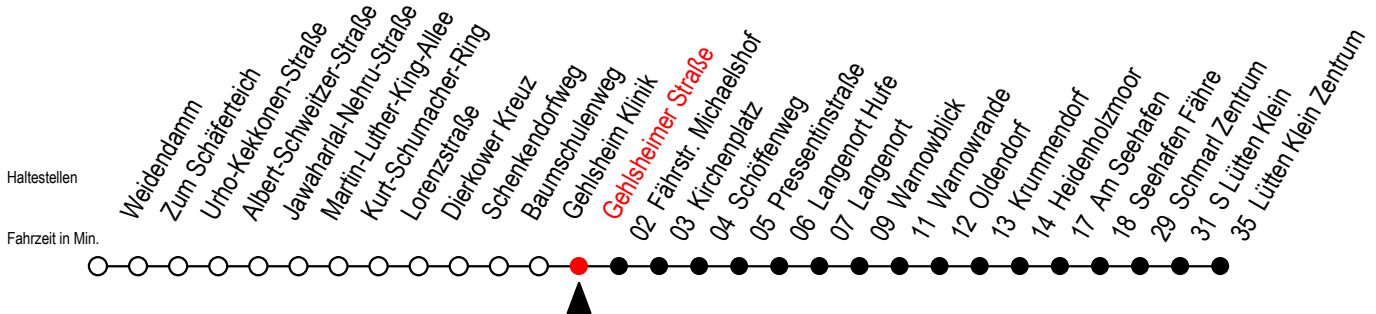 Haltestellen
Fahrzeit in Min.
Weidendamm
Zum Schäferteich
Urho-Kekkonen-Straße
Albert-Schweitzer-Straße
Jawaharlal-Nehru-Straße
Martin-Luther-King-Allee
Kurt-Schumacher-Ring
Lorenzstraße
Dierkower Kreuz
Schenkendorfweg
Baumschulenweg
Gehlsheim Klinik
Gehlsheimer Straße
02 Fährstr. Michaelshof
03 Kirchenplatz
04 Schöffenweg
05 Pressentinstraße
06 Langenort Hufe
07 Langenort
09 Warnowblick
11 Warnowrande
12 Oldendorf
13 Krummendorf
14 Heidenholzmoor
17 Am Seehafen
18 Seehafen Fähre
29 Schmarl Zentrum
31 S Lütten Klein
35 Lütten Klein Zentrum